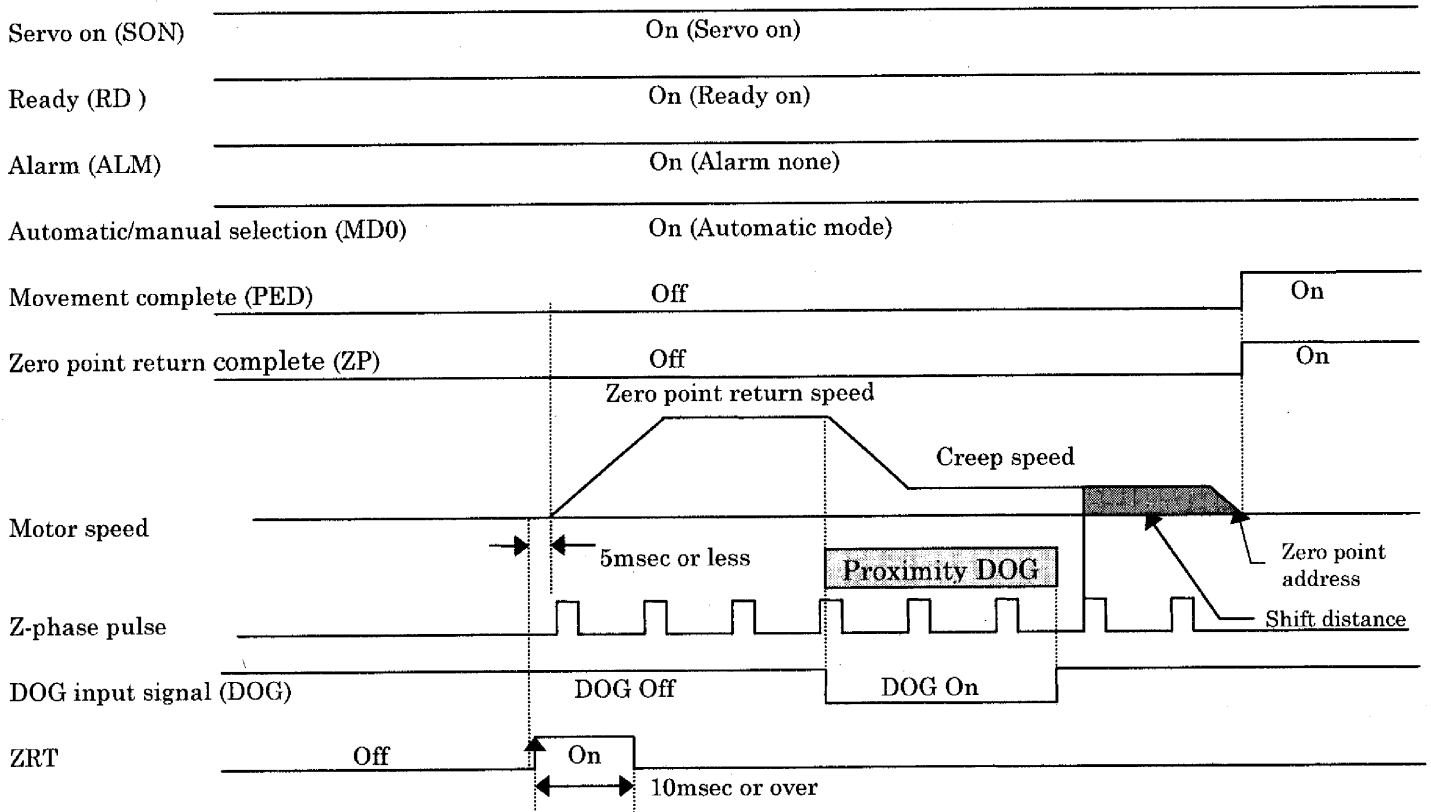 Servo on (SON)
On (Servo on)
Ready (RD )
On (Ready on)
Alarm (ALM)
On (Alarm none)
Automatic/manual selection (MD0)
On (Automatic mode)
Movement complete (PED)
Off
On
Zero point return complete (ZP)
Off
On
Zero point return speed
Creep speed
Motor speed
5msec or less
Proximity DOG
Zero point
address
Z-phase pulse
Shift distance
DOG input signal (DOG)
DOG Off
DOG On
ZRT
Off
On
10msec or over